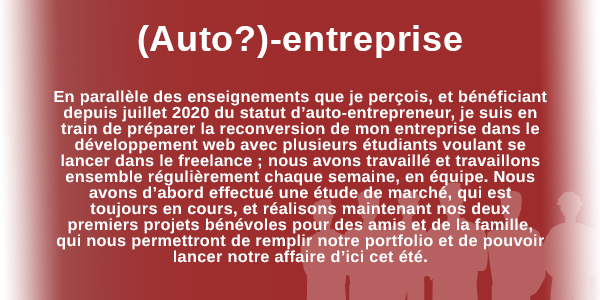 (Auto?)-entreprise
En parallèle des enseignements que je perçois, et bénéficiant
depuis juillet 2020 du statut d’auto-entrepreneur, je suis en
train de préparer la reconversion de mon entreprise dans le
développement web avec plusieurs étudiants voulant se
lancer dans le freelance ; nous avons travaillé et travaillons
ensemble régulièrement chaque semaine, en équipe. Nous
avons d’abord effectué une étude de marché, qui est
toujours en cours, et réalisons maintenant nos deux
premiers projets bénévoles pour des amis et de la famille,
qui nous permettront de remplir notre portfolio et de pouvoir
lancer notre affaire d’ici cet été.